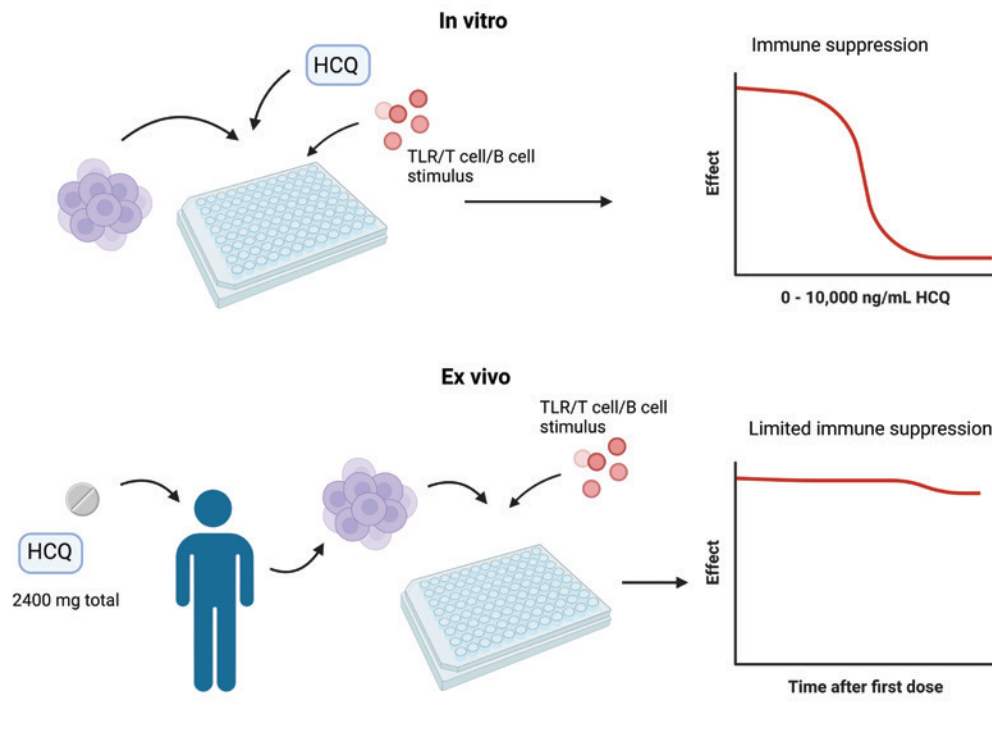 In vitro
HCQ
TLR/T cell/B cell
stimulus
Immune suppression
Effect
0 - 10,000 ng/mL HCQ
Ex vivo
HCQ
2400 mg total
TLR/T cell/B cell
stimulus
Limited immune suppression
Effect
Time after first dose